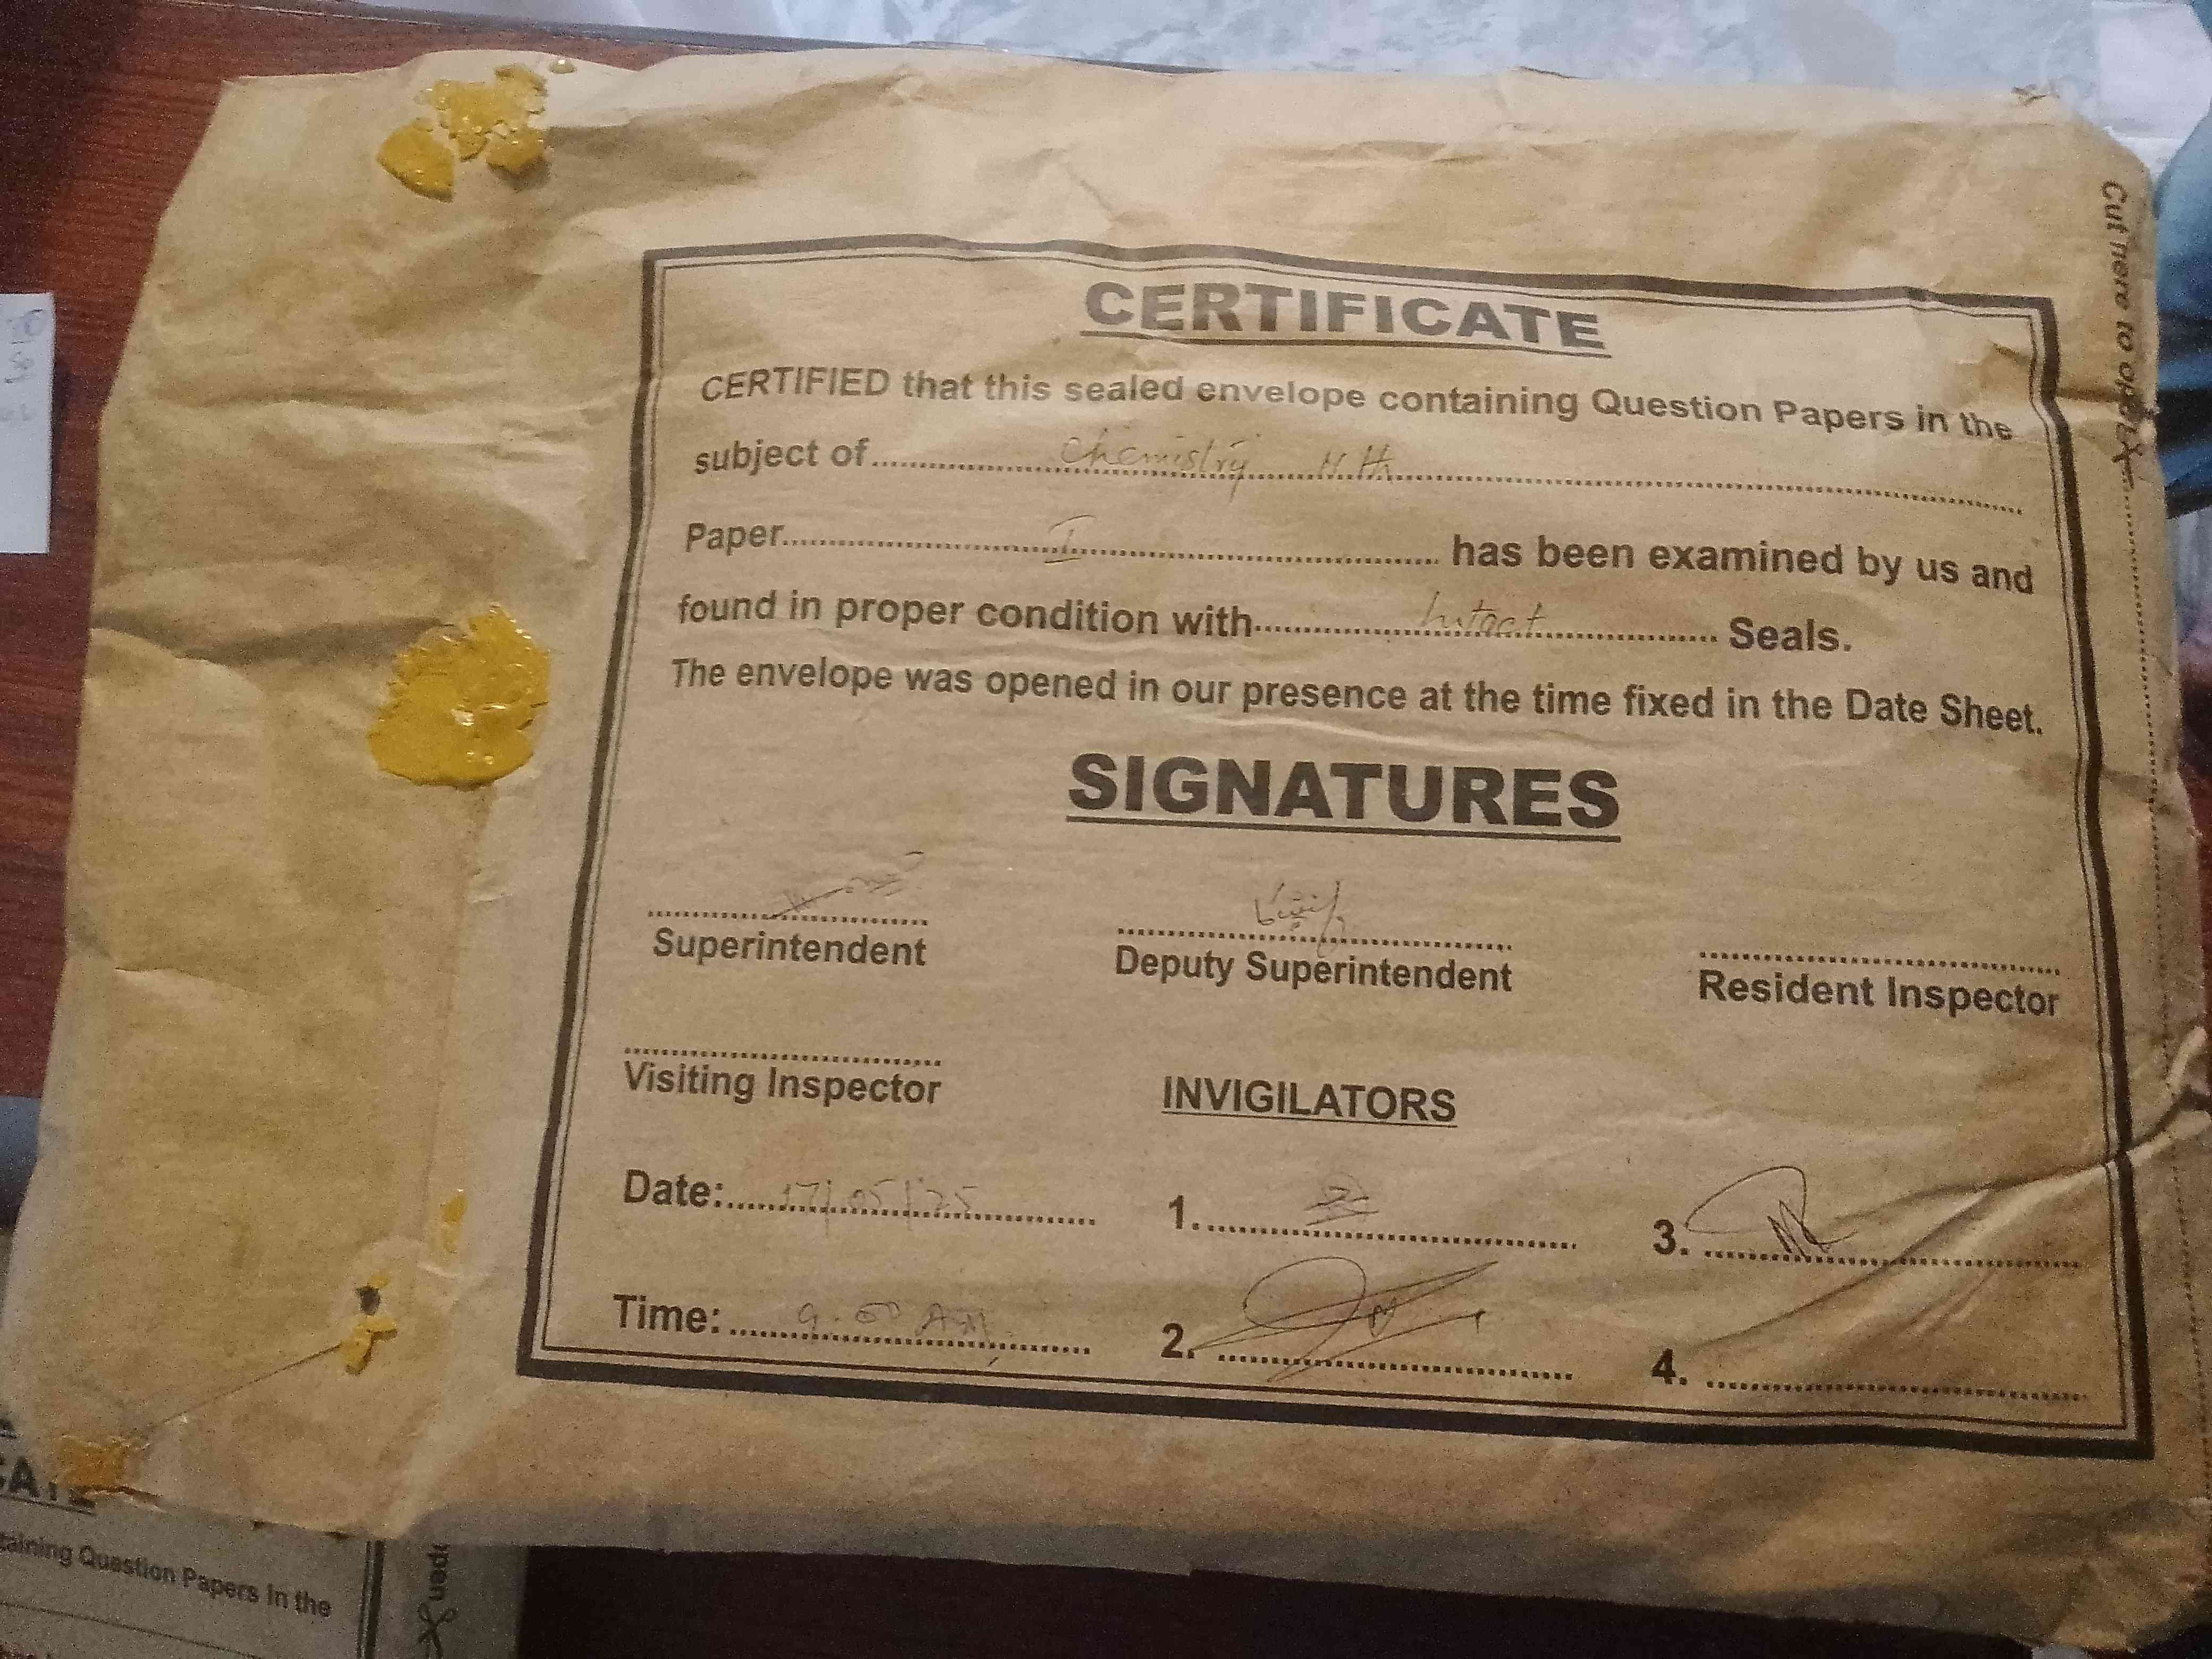 CERTIFICATE
CERTIFIED that this sealed envelope containing Question Papers in the
subject of Chemistry
Paper I has been examined by us and
found in proper condition with Intact Seals.
The envelope was opened in our presence at the time fixed in the Date Sheet.
SIGNATURES
Superintendent Deputy Superintendent Resident Inspector
Visiting Inspector INVIGILATORS
Date: 17/05/25 1. 3.
Time: 9.00 AM 2. 4.
Cut here to open
taining Question Papers in the